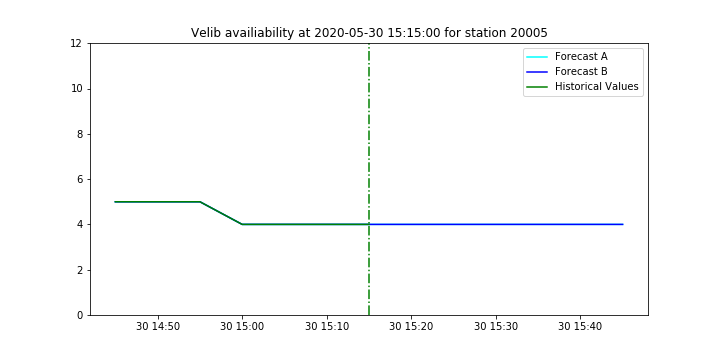 Velib availiability at 2020-05-30 15:15:00 for station 20005
12
10
8
6
4
2
0
Forecast A
Forecast B
Historical Values
30 14:50 30 15:00 30 15:10 30 15:20 30 15:30 30 15:40